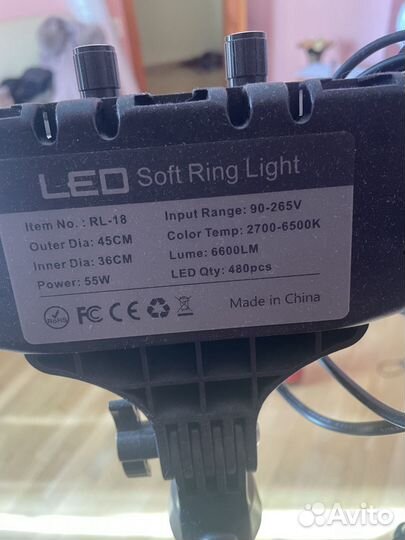 LED Soft Ring Light
Item No.: RL-18
Outer Dia: 45CM
Inner Dia: 36CM
Power: 55W
Input Range: 90-265V
Color Temp: 2700-6500K
Lume: 6600LM
LED Qty: 480pcs
RoHS FC CE
Made in China
Avito